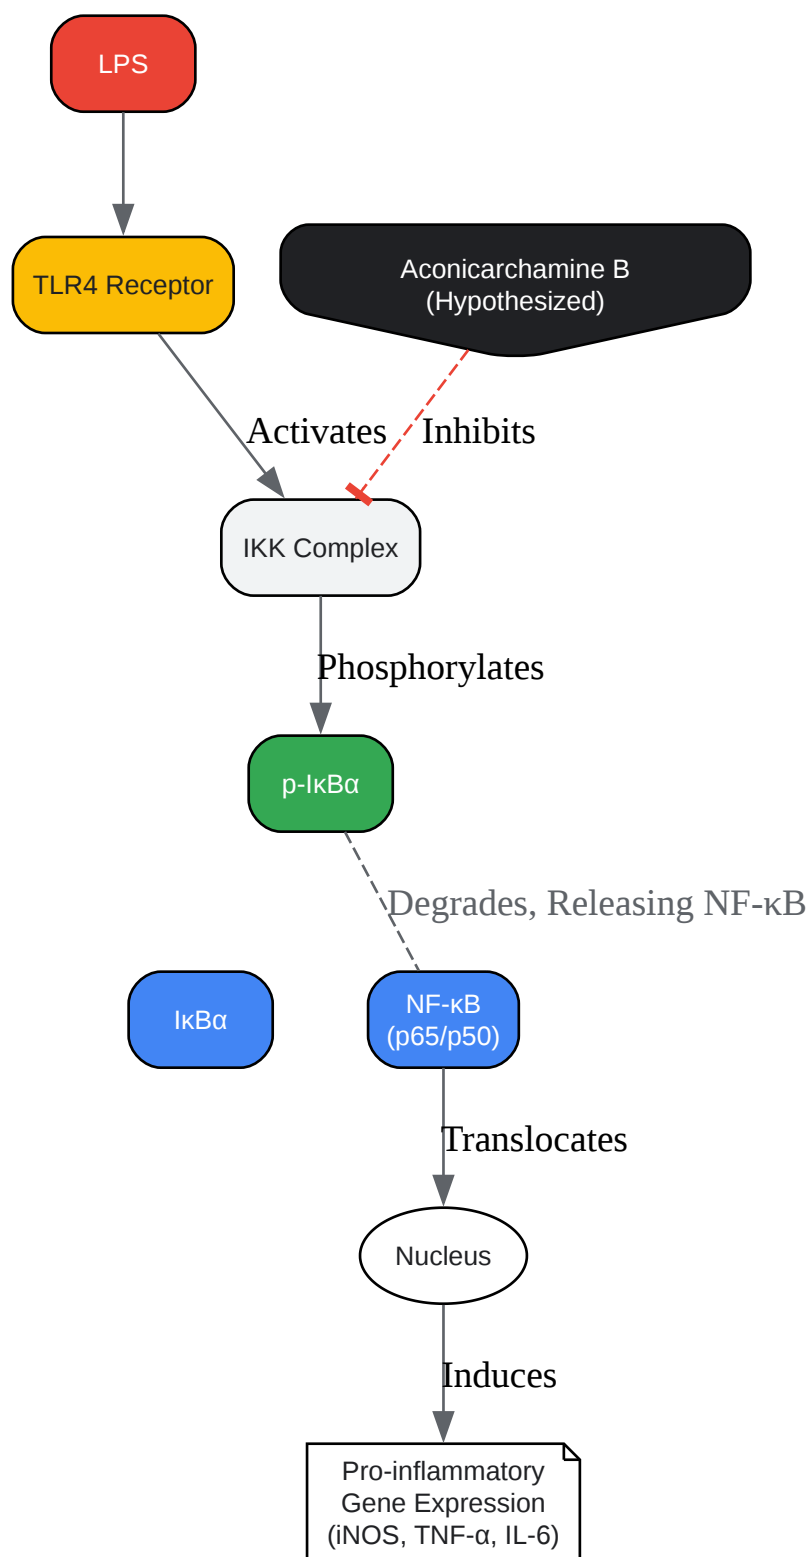 LPS
TLR4 Receptor
Aconicarchamine B
(Hypothesized)
Activates
Inhibits
IKK Complex
Phosphorylates
p-IκBα
Degrades, Releasing NF-κB
IκBα
NF-κB
(p65/p50)
Translocates
Nucleus
Induces
Pro-inflammatory
Gene Expression
(iNOS, TNF-α, IL-6)